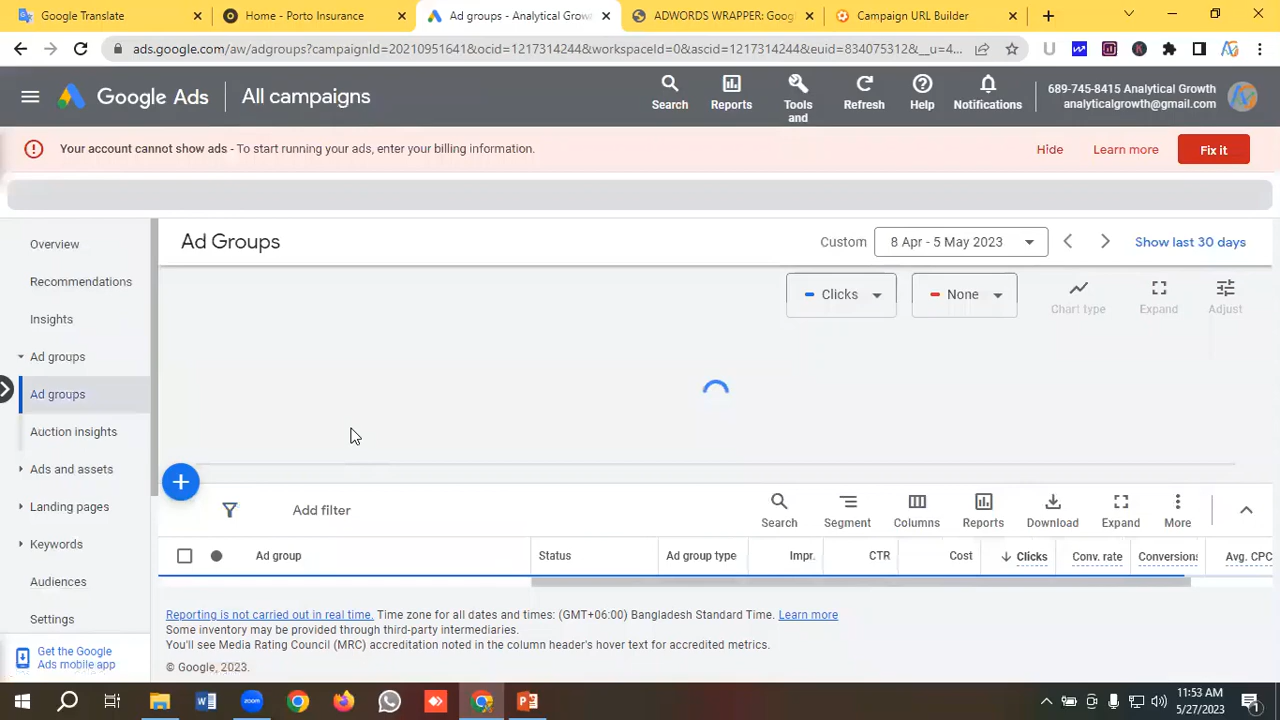 Google Translate
Home - Porto Insurance
Ad groups - Analytical Grow
ADWORDS WRAPPER: Goog
Campaign URL Builder
ads.google.com/aw/adgroups?campaignId=20210951641&ocid=1217314244&workspaceId=0&ascid=1217314244&euid=834075312&__u=4...
Google Ads
All campaigns
Search
Reports
Tools and
Refresh
Help
Notifications
689-745-8415 Analytical Growth
analyticalgrowth@gmail.com
Your account cannot show ads - To start running your ads, enter your billing information.
Hide
Learn more
Fix it
Overview
Recommendations
Insights
Ad groups
Ad groups
Auction insights
Ads and assets
Landing pages
Keywords
Audiences
Settings
Get the Google
Ads mobile app
Ad Groups
Custom
8 Apr - 5 May 2023
Show last 30 days
Clicks
None
Chart type
Expand
Adjust
Add filter
Search
Segment
Columns
Reports
Download
Expand
More
Ad group
Status
Ad group type
Impr.
CTR
Cost
Clicks
Conv. rate
Conversions
Avg. CPC
Reporting is not carried out in real time. Time zone for all dates and times: (GMT+06:00) Bangladesh Standard Time. Learn more
Some inventory may be provided through third-party intermediaries.
You'll see Media Rating Council (MRC) accreditation noted in the column header's hover text for accredited metrics.
© Google, 2023.
zoom
11:53 AM
5/27/2023
1